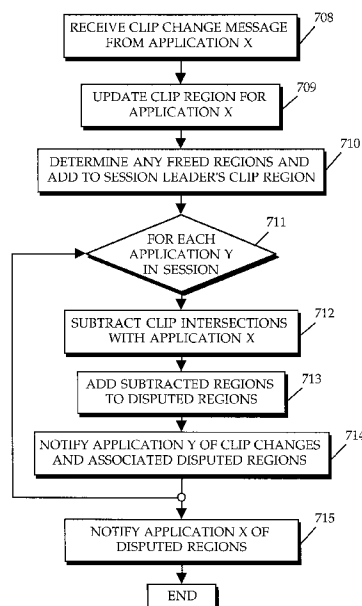 RECEIVE CLIP CHANGE MESSAGE
FROM APPLICATION X
708
UPDATE CLIP REGION FOR
APPLICATION X
709
DETERMINE ANY FREED REGIONS AND
ADD TO SESSION LEADER'S CLIP REGION
710
FOR EACH
APPLICATION Y
IN SESSION
711
SUBTRACT CLIP INTERSECTIONS
WITH APPLICATION X
712
ADD SUBTRACTED REGIONS
TO DISPUTED REGIONS
713
NOTIFY APPLICATION Y OF CLIP CHANGES
AND ASSOCIATED DISPUTED REGIONS
714
NOTIFY APPLICATION X OF
DISPUTED REGIONS
715
END